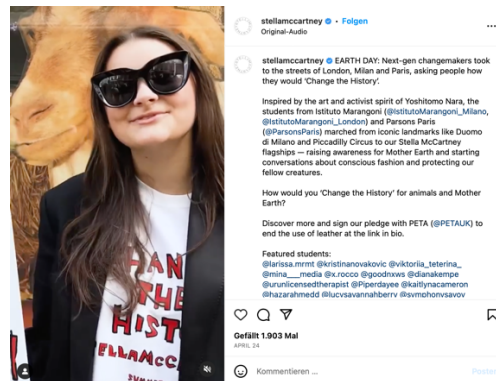 stellamccartney • Folgen
Original-Audio
stellamccartney EARTH DAY: Next-gen changemakers took
to the streets of London, Milan and Paris, asking people how
they would ‘Change the History’.
Inspired by the art and activist spirit of Yoshitomo Nara, the
students from Istituto Marangoni (@IstitutoMarangoni_Milano,
@IstitutoMarangoni_London) and Parsons Paris
(@ParsonsParis) marched from iconic landmarks like Duomo
di Milano and Piccadilly Circus to our Stella McCartney
flagships — raising awareness for Mother Earth and starting
conversations about conscious fashion and protecting our
fellow creatures.
How would you ‘Change the History’ for animals and Mother
Earth?
Discover more and sign our pledge with PETA (@PETAUK) to
end the use of leather at the link in bio.
Featured students:
@larissa.mrmt @kristinanovakovic @viktoriia_teterina_
@mina___media @x.rocco @goodnxws @dianakempe
@urunlicensedtherapist @Piperdayee @kaitlynacameron
@hazarahmedd @lucysavannahberry @symphonysavoy
HAN
THE
HIST
ELLAMcC
SUMM
Gefällt 1.903 Mal
APRIL 24
Kommentieren ...
Posten